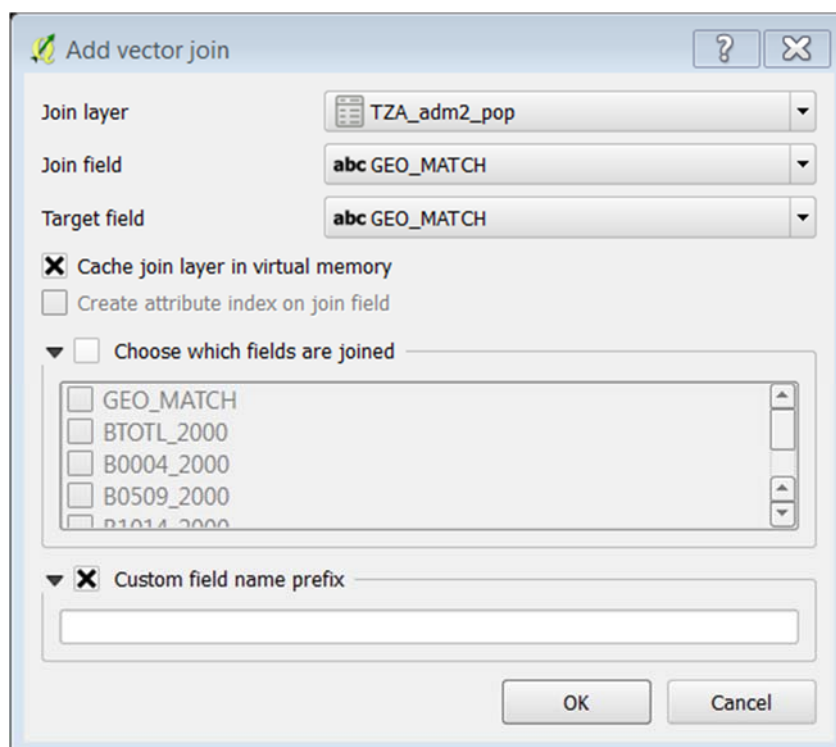 Add vector join
Join layer TZA_adm2_pop
Join field abc GEO_MATCH
Target field abc GEO_MATCH
Cache join layer in virtual memory
Create attribute index on join field
Choose which fields are joined
GEO_MATCH
BTOTL_2000
B0004_2000
B0509_2000
B1014_2000
Custom field name prefix
OK Cancel